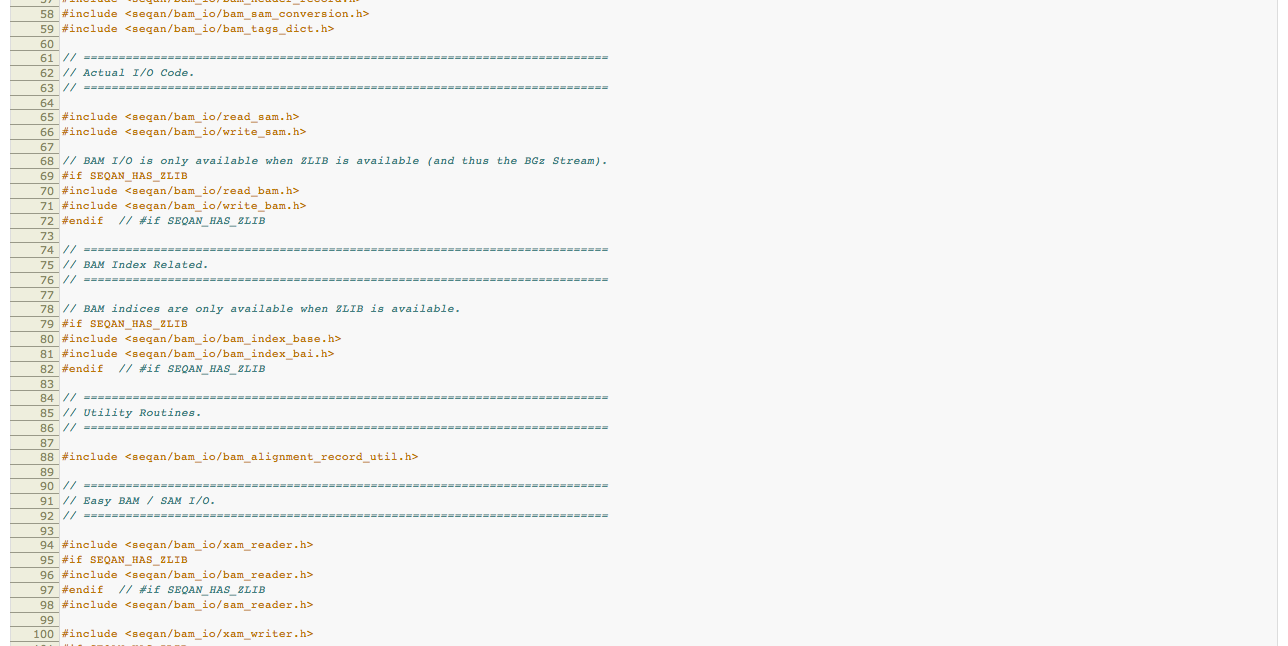 57 #include <seqan/bam_io/bam_header_record.h>
58 #include <seqan/bam_io/bam_sam_conversion.h>
59 #include <seqan/bam_io/bam_tags_dict.h>
60
61 // ===========================================================================
62 // Actual I/O Code.
63 // ===========================================================================
64
65 #include <seqan/bam_io/read_sam.h>
66 #include <seqan/bam_io/write_sam.h>
67
68 // BAM I/O is only available when ZLIB is available (and thus the BGz Stream).
69 #if SEQAN_HAS_ZLIB
70 #include <seqan/bam_io/read_bam.h>
71 #include <seqan/bam_io/write_bam.h>
72 #endif  // #if SEQAN_HAS_ZLIB
73
74 // ===========================================================================
75 // BAM Index Related.
76 // ===========================================================================
77
78 // BAM indices are only available when ZLIB is available.
79 #if SEQAN_HAS_ZLIB
80 #include <seqan/bam_io/bam_index_base.h>
81 #include <seqan/bam_io/bam_index_bai.h>
82 #endif  // #if SEQAN_HAS_ZLIB
83
84 // ===========================================================================
85 // Utility Routines.
86 // ===========================================================================
87
88 #include <seqan/bam_io/bam_alignment_record_util.h>
89
90 // ===========================================================================
91 // Easy BAM / SAM I/O.
92 // ===========================================================================
93
94 #include <seqan/bam_io/xam_reader.h>
95 #if SEQAN_HAS_ZLIB
96 #include <seqan/bam_io/bam_reader.h>
97 #endif  // #if SEQAN_HAS_ZLIB
98 #include <seqan/bam_io/sam_reader.h>
99
100 #include <seqan/bam_io/xam_writer.h>